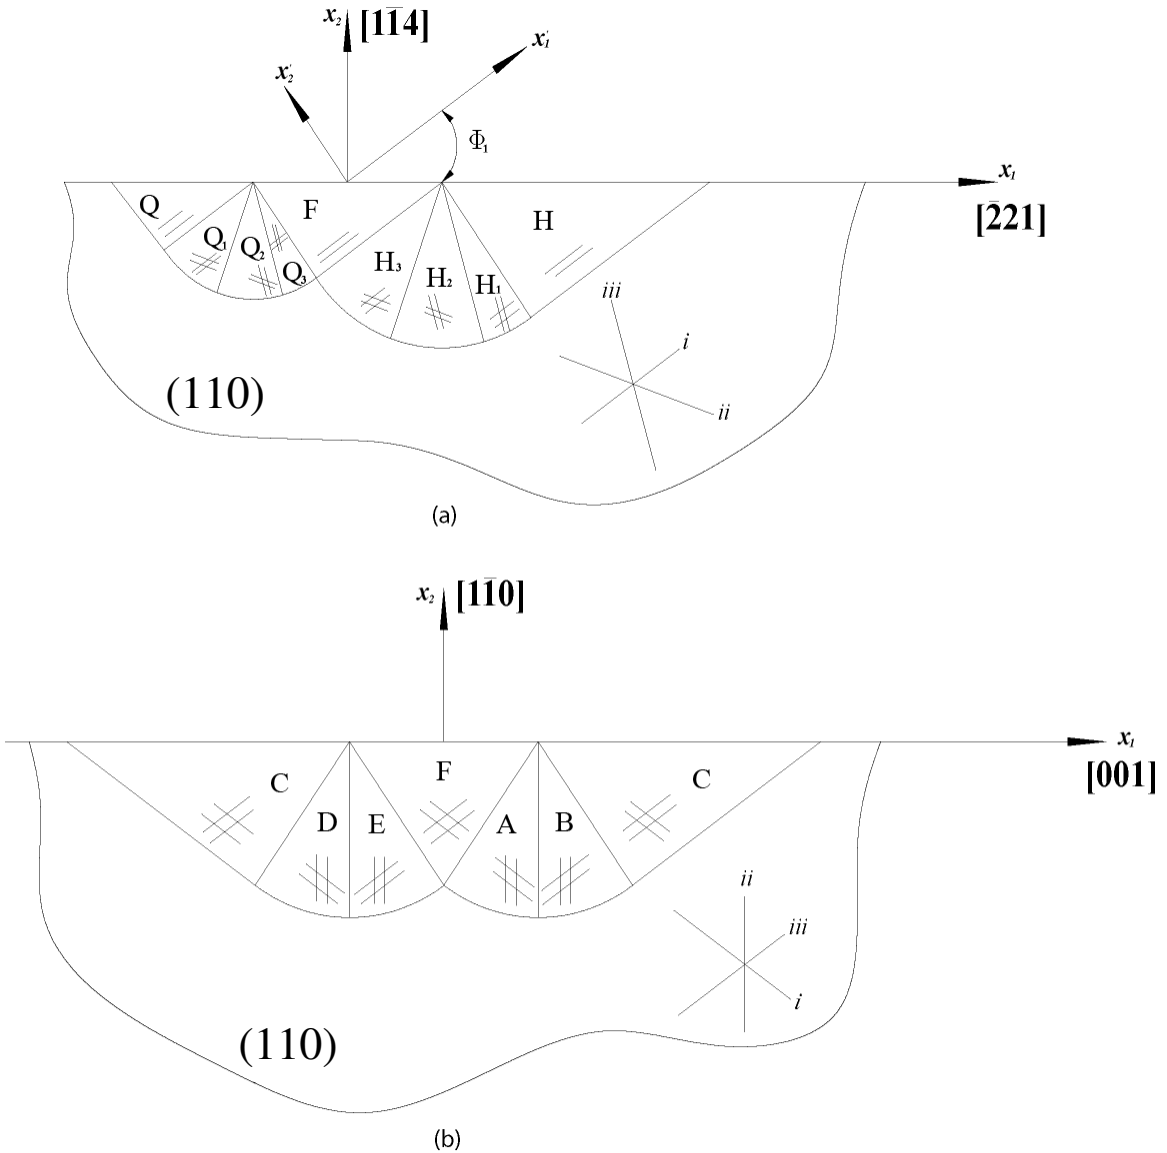 x₂ [11̄4]
x₁′
x₂′
Φ₁
x₁
[2̄21]
Q
F
H
Q₁
Q₂
Q₃
H₃
H₂
H₁
iii
i
ii
(110)
(a)
x₂ [11̄0]
x₁
[001]
C
F
C
D
E
A
B
ii
iii
i
(110)
(b)